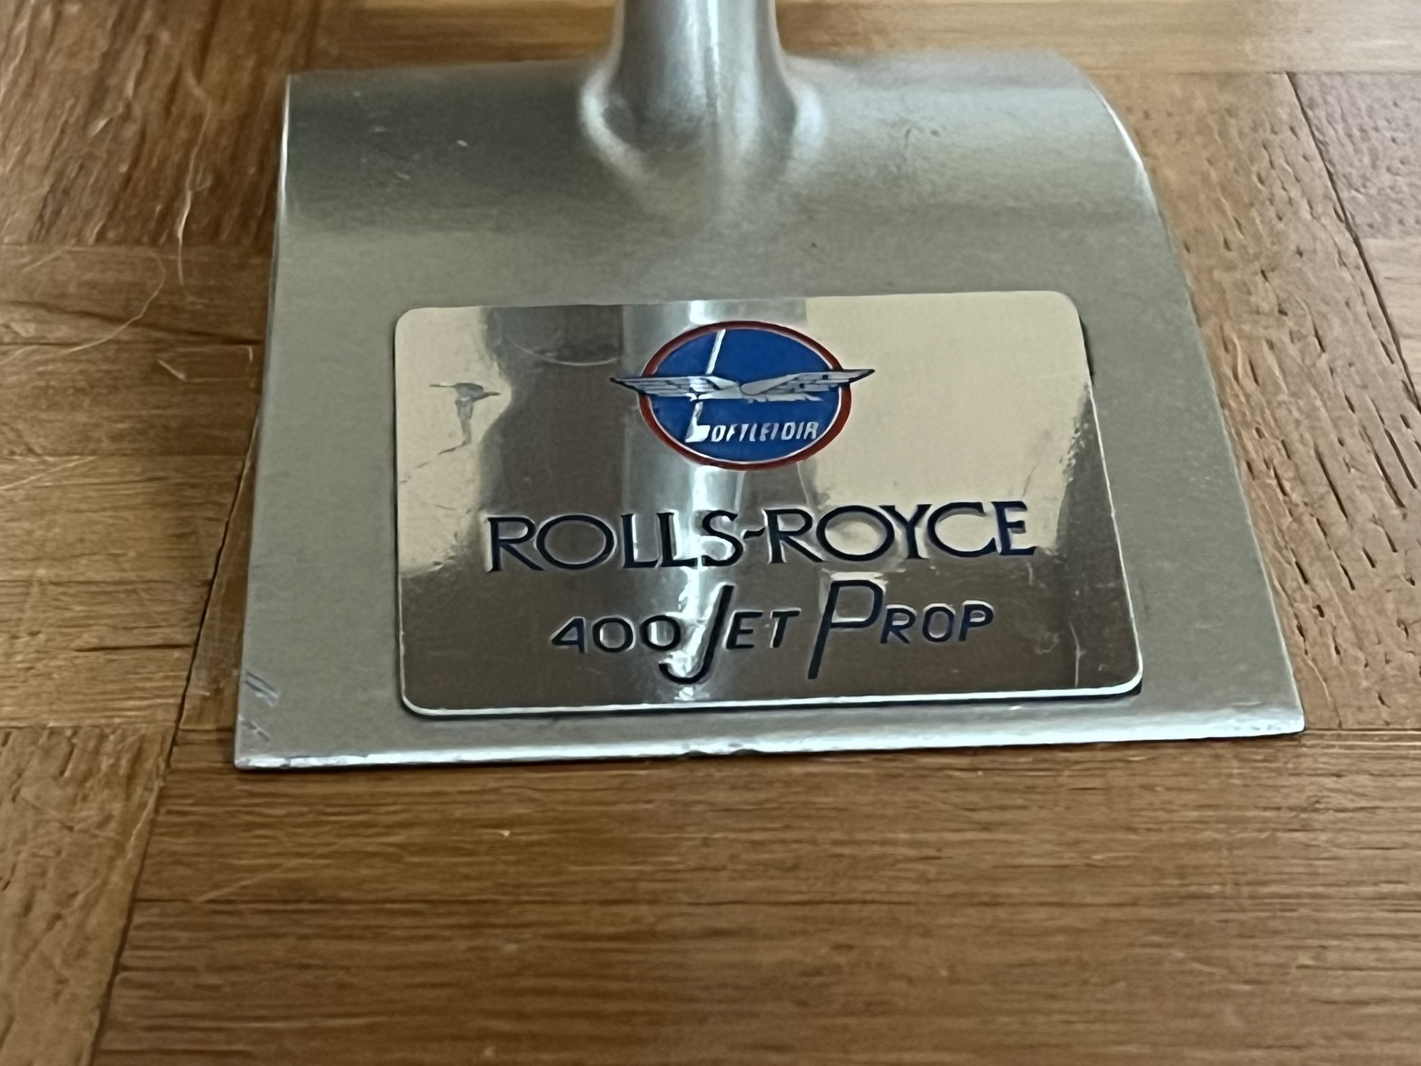 LOFTLEIDIR
ROLLS-ROYCE
400 JET PROP